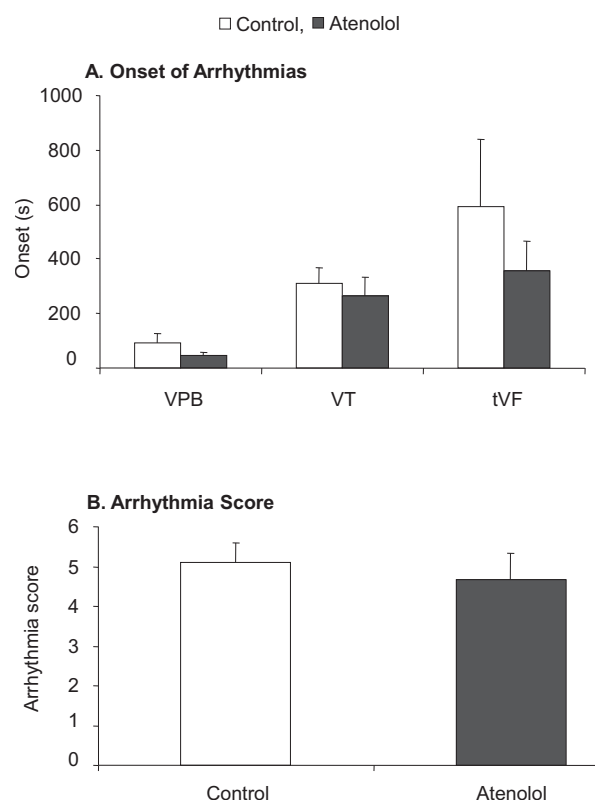 Control, Atenolol
A. Onset of Arrhythmias
1000
800
600
400
200
0
Onset (s)
VPB VT tVF
B. Arrhythmia Score
6
5
4
3
2
1
0
Arrhythmia score
Control Atenolol